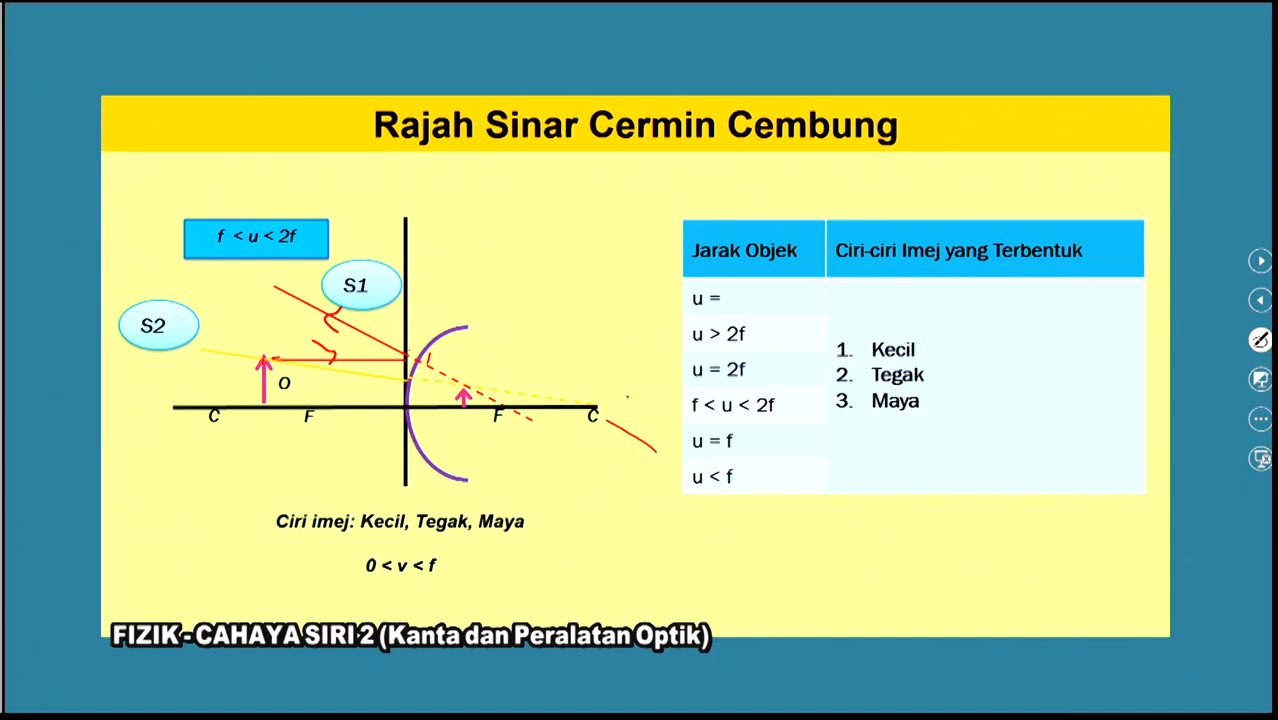 Rajah Sinar Cermin Cembung
f < u < 2f
S1
S2
O
C
F
F
C
Ciri imej: Kecil, Tegak, Maya
0 < v < f
Jarak Objek
Ciri-ciri Imej yang Terbentuk
u =
u > 2f
u = 2f
f < u < 2f
u = f
u < f
1. Kecil
2. Tegak
3. Maya
FIZIK - CAHAYA SIRI 2 (Kanta dan Peralatan Optik)